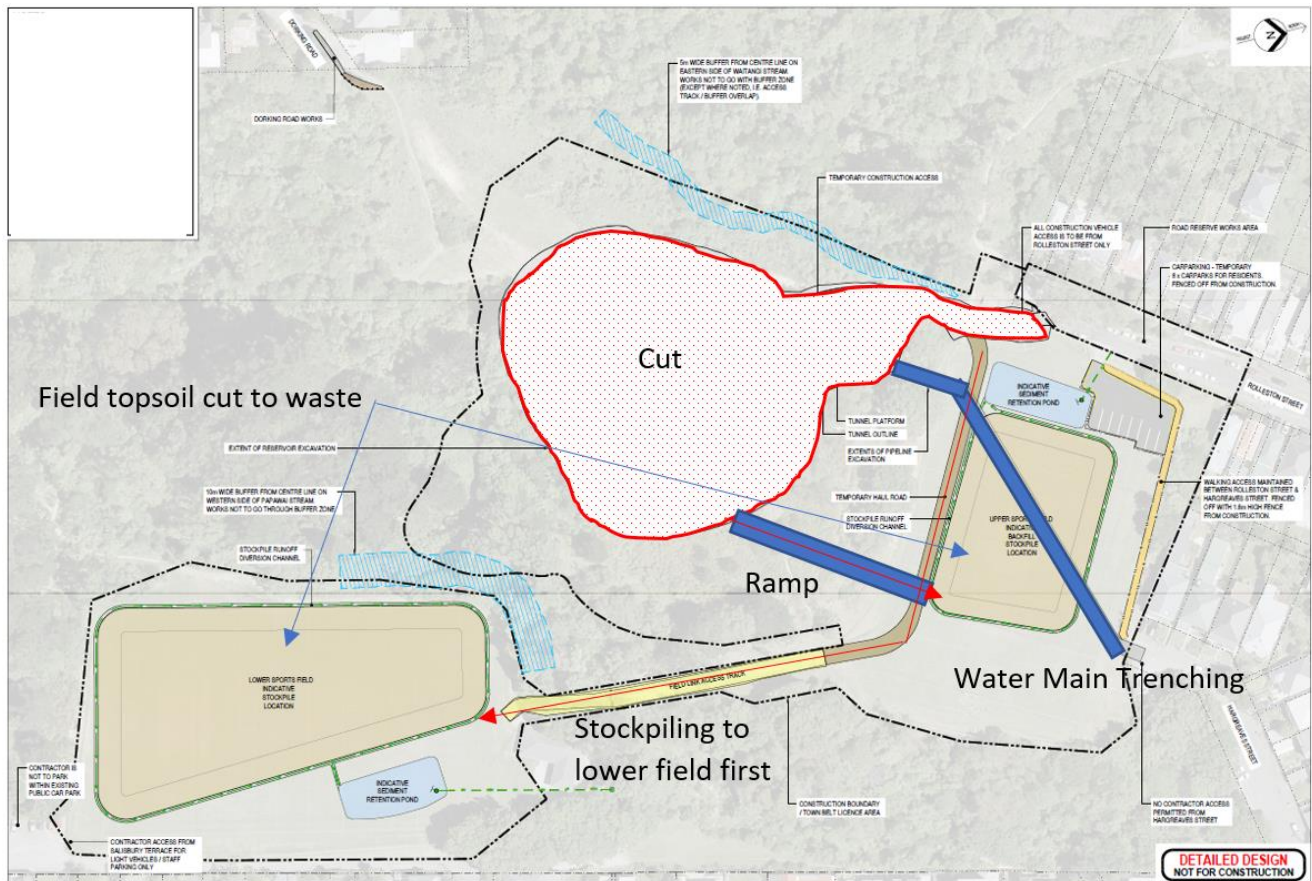 DORKING ROAD
DORKING ROAD WORKS
5m WIDE BUFFER FROM CENTRE LINE ON
EASTERN SIDE OF WAITANGI STREAM.
WORKS NOT TO GO WITH BUFFER ZONE
(EXCEPT WHERE NOTED, I.E. ACCESS
TRACK / BUFFER OVERLAP)
N
TEMPORARY CONSTRUCTION ACCESS
ALL CONSTRUCTION VEHICLE
ACCESS IS TO BE FROM
ROLLESTON STREET ONLY
ROAD RESERVE WORKS AREA
CARPARKING - TEMPORARY
8 x CARPARKS FOR RESIDENTS.
FENCED OFF FROM CONSTRUCTION.
ROLLESTON STREET
Cut
Field topsoil cut to waste
EXTENT OF RESERVOIR EXCAVATION
TUNNEL PLATFORM
TUNNEL OUTLINE
EXTENTS OF PIPELINE
EXCAVATION
INDICATIVE
SEDIMENT
RETENTION POND
10m WIDE BUFFER FROM CENTRE LINE ON
WESTERN SIDE OF PAPAWAI STREAM.
WORKS NOT TO GO THROUGH BUFFER ZONE
TEMPORARY HAUL ROAD
STOCKPILE RUNOFF
DIVERSION CHANNEL
UPPER SPORTS
BACKFILL
STOCKPILE
LOCATION
WALKING ACCESS MAINTAINED
BETWEEN ROLLESTON STREET &
HARGREAVES STREET. FENCED
OFF WITH 1.8m HIGH FENCE
FROM CONSTRUCTION.
STOCKPILE RUNOFF
DIVERSION CHANNEL
Ramp
LOWER SPORTS FIELD
INDICATIVE
STOCKPILE
LOCATION
FIELD LINK ACCESS TRACK
Water Main Trenching
Stockpiling to
lower field first
HARGREAVES STREET
CONTRACTOR IS
NOT TO PARK
WITHIN EXISTING
PUBLIC CAR PARK
INDICATIVE
SEDIMENT
RETENTION POND
CONSTRUCTION BOUNDARY
/ TOWN BELT LICENCE AREA
NO CONTRACTOR ACCESS
PERMITTED FROM
HARGREAVES STREET
CONTRACTOR ACCESS FROM
SALISBURY TERRACE FOR
LIGHT VEHICLES / STAFF
PARKING ONLY
DETAILED DESIGN
NOT FOR CONSTRUCTION